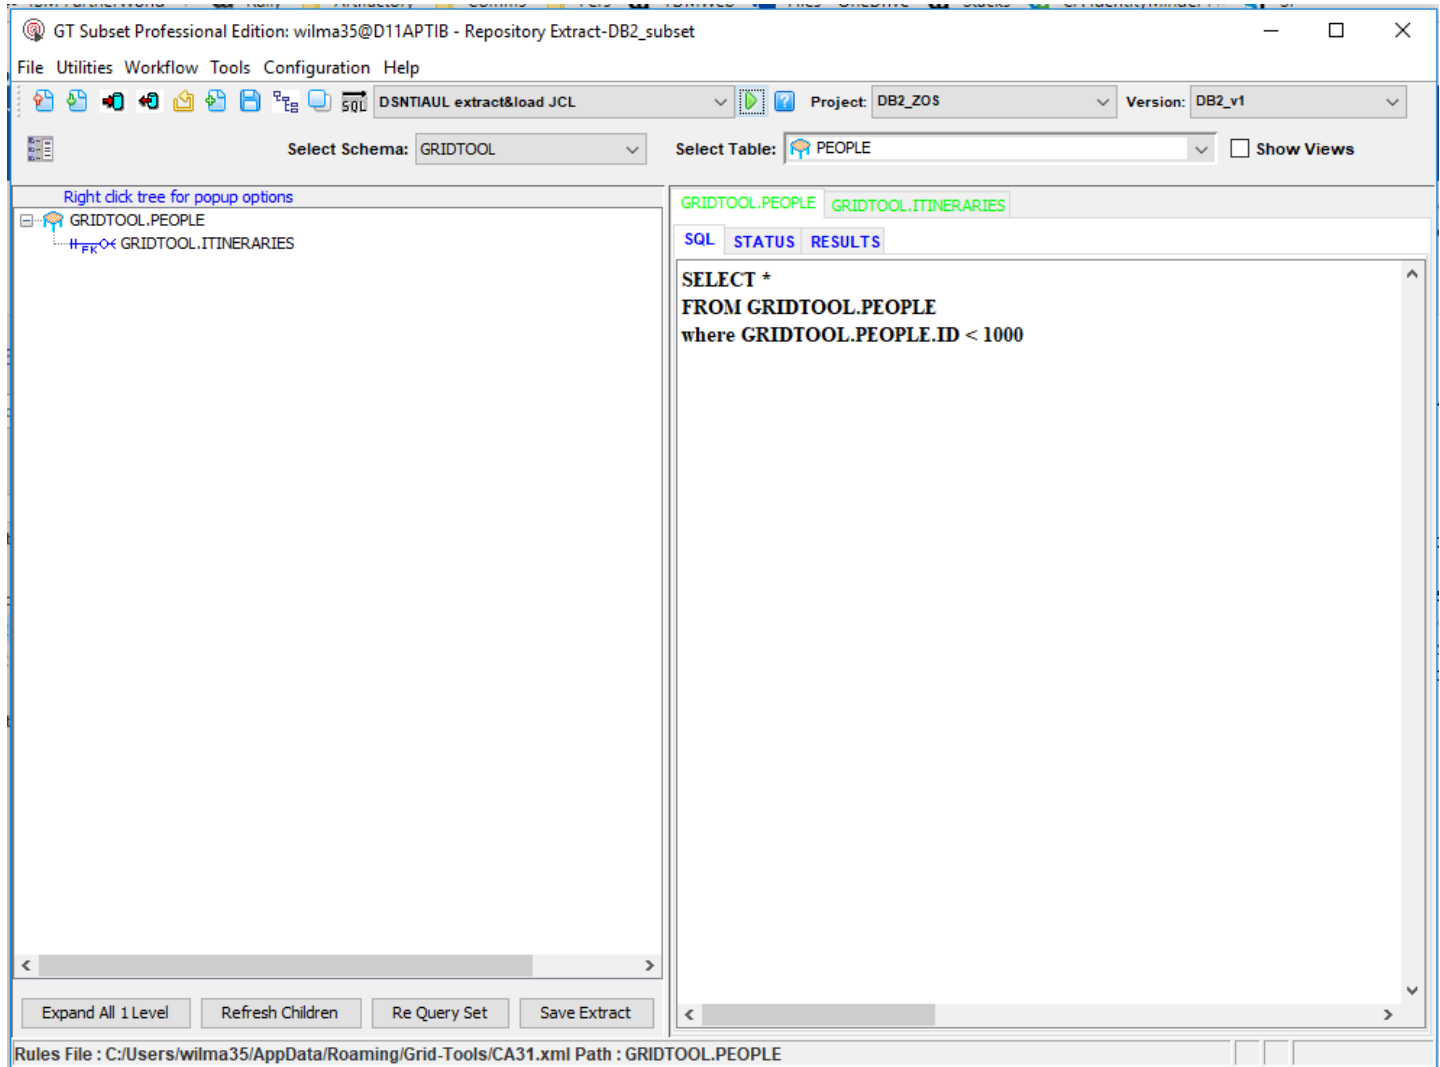 GT Subset Professional Edition: wilma35@D11APTIB - Repository Extract-DB2_subset
File Utilities Workflow Tools Configuration Help
SQL DSNTIAUL extract&load JCL Project: DB2_ZOS Version: DB2_v1
Select Schema: GRIDTOOL Select Table: PEOPLE Show Views
Right click tree for popup options
GRIDTOOL.PEOPLE
FK GRIDTOOL.ITINERARIES
GRIDTOOL.PEOPLE GRIDTOOL.ITINERARIES
SQL STATUS RESULTS
SELECT *
FROM GRIDTOOL.PEOPLE
where GRIDTOOL.PEOPLE.ID < 1000
Expand All 1 Level Refresh Children Re Query Set Save Extract
Rules File : C:/Users/wilma35/AppData/Roaming/Grid-Tools/CA31.xml Path : GRIDTOOL.PEOPLE